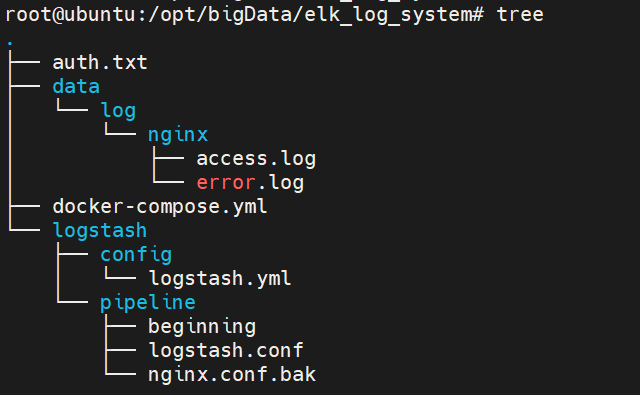 root@ubuntu:/opt/bigData/elk_log_system# tree
.
├── auth.txt
├── data
│   └── log
│       └── nginx
│           ├── access.log
│           └── error.log
├── docker-compose.yml
└── logstash
    ├── config
    │   └── logstash.yml
    └── pipeline
        ├── beginning
        ├── logstash.conf
        └── nginx.conf.bak